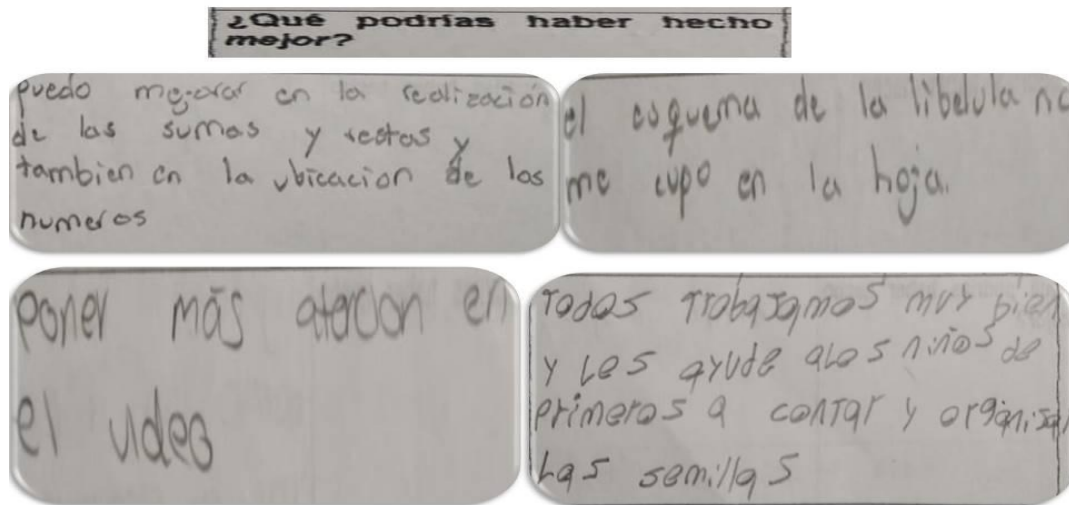 ¿Qué podrías haber hecho
mejor?
puedo mejorar en la realización
de las sumas y restas y
tambien en la ubicacion de los
numeros
el esquema de la libelula no
me cupo en la hoja.
poner más atencion en
el video
Todos Trobajamos muy bien
y Les ayude alos niños de
primeros a contar y organisar
Las semillas